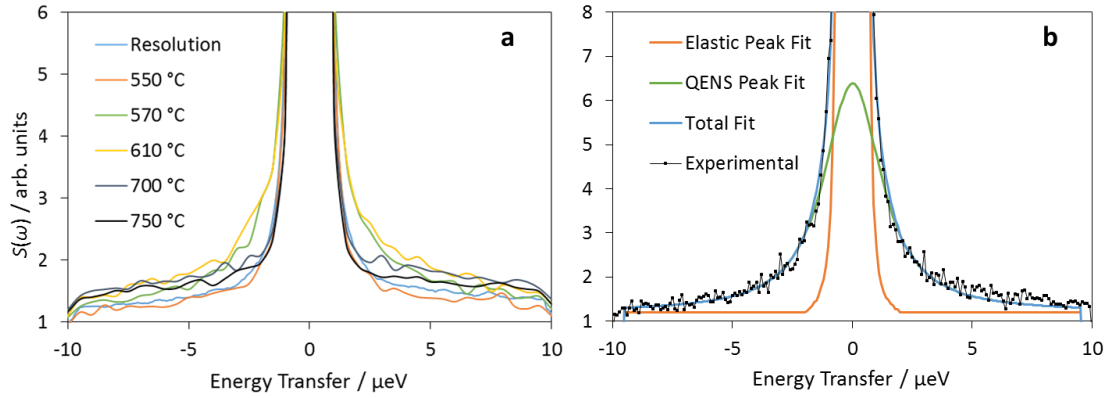 a
Resolution
550 °C
570 °C
610 °C
700 °C
750 °C
6
5
4
3
2
1
S(ω) / arb. units
-10
-5
0
5
10
Energy Transfer / μeV
b
Elastic Peak Fit
QENS Peak Fit
Total Fit
Experimental
8
7
6
5
4
3
2
1
-10
-5
0
5
10
Energy Transfer / μeV